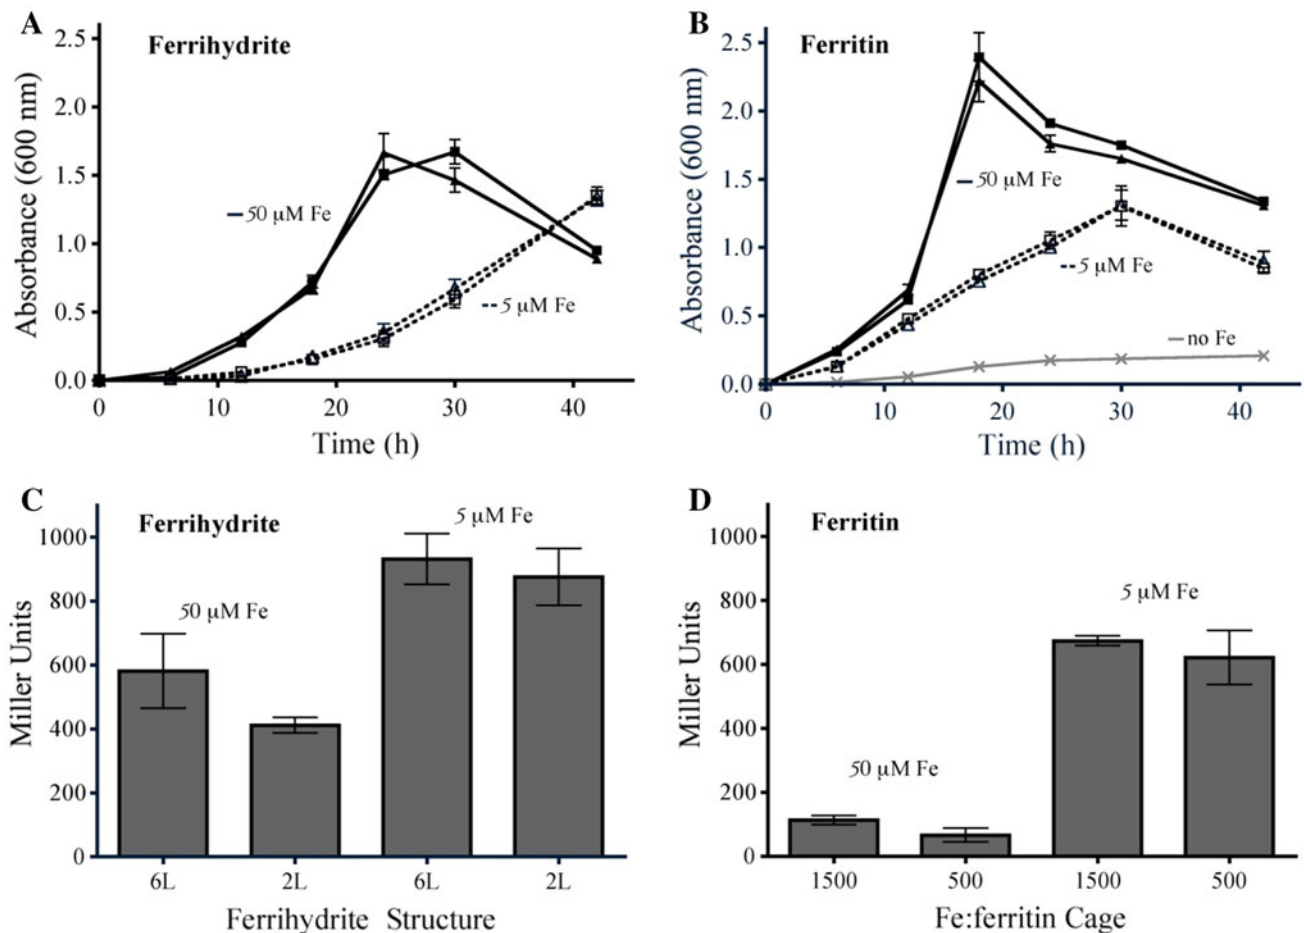 A
Ferrihydrite
2.5
2.0
1.5
1.0
0.5
0.0
Absorbance (600 nm)
50 µM Fe
5 µM Fe
0
10
20
30
40
Time (h)
B
Ferritin
2.5
2.0
1.5
1.0
0.5
0.0
Absorbance (600 nm)
50 µM Fe
5 µM Fe
no Fe
0
10
20
30
40
Time (h)
C
Ferrihydrite
1000
800
600
400
200
0
Miller Units
50 µM Fe
5 µM Fe
6L
2L
6L
2L
Ferrihydrite Structure
D
Ferritin
1000
800
600
400
200
0
Miller Units
50 µM Fe
5 µM Fe
1500
500
1500
500
Fe:ferritin Cage